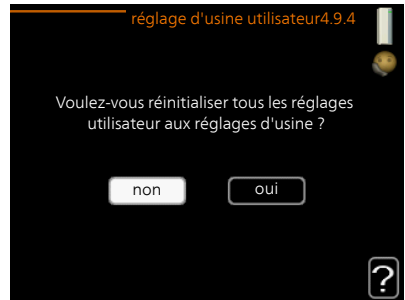 réglage d'usine utilisateur4.9.4
Voulez-vous réinitialiser tous les réglages
utilisateur aux réglages d'usine ?
non
oui
?